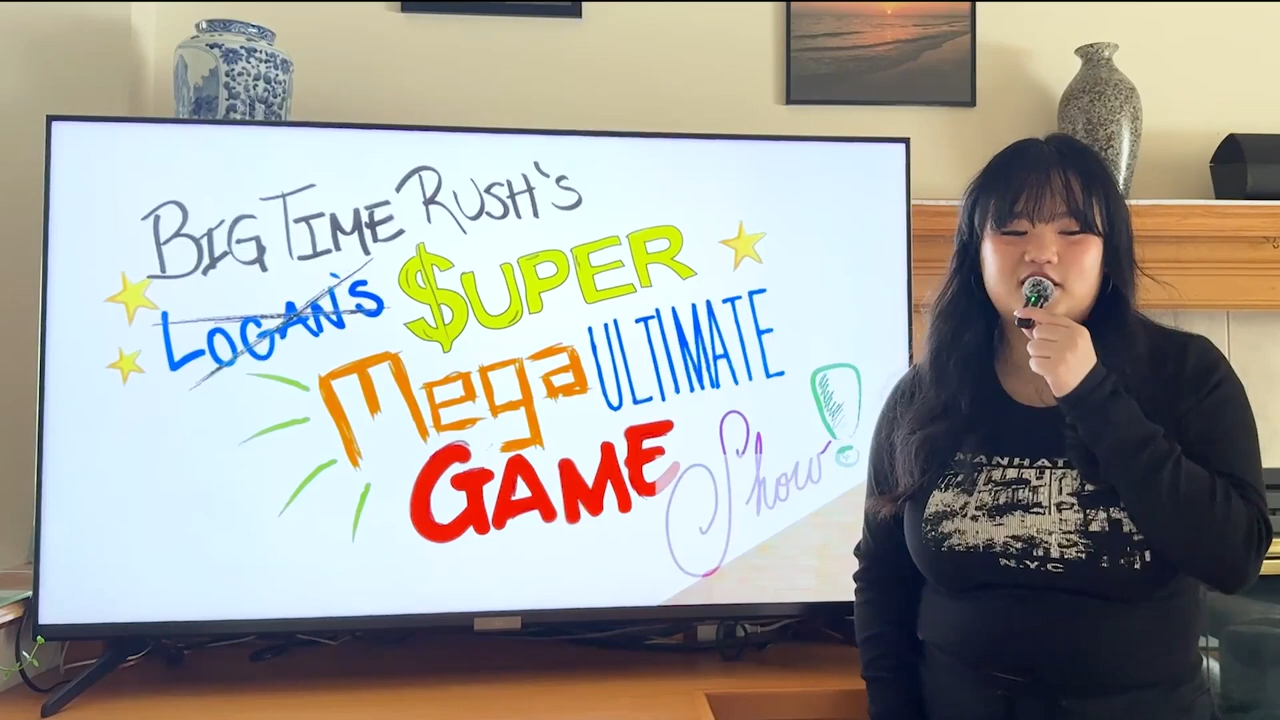 BIG TIME RUSH'S
LOGAN'S $UPER
Mega ULTIMATE
GAME Show!
MANHAT
N.Y.C